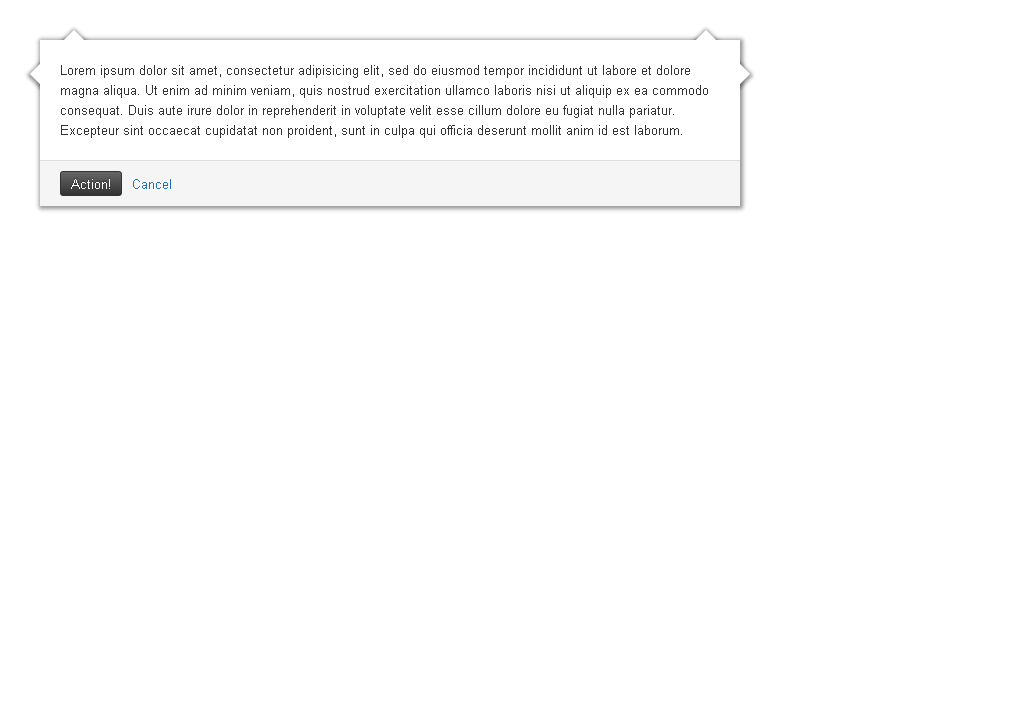 Lorem ipsum dolor sit amet, consectetur adipisicing elit, sed do eiusmod tempor incididunt ut labore et dolore
magna aliqua. Ut enim ad minim veniam, quis nostrud exercitation ullamco laboris nisi ut aliquip ex ea commodo
consequat. Duis aute irure dolor in reprehenderit in voluptate velit esse cillum dolore eu fugiat nulla pariatur.
Excepteur sint occaecat cupidatat non proident, sunt in culpa qui officia deserunt mollit anim id est laborum.
Action! Cancel